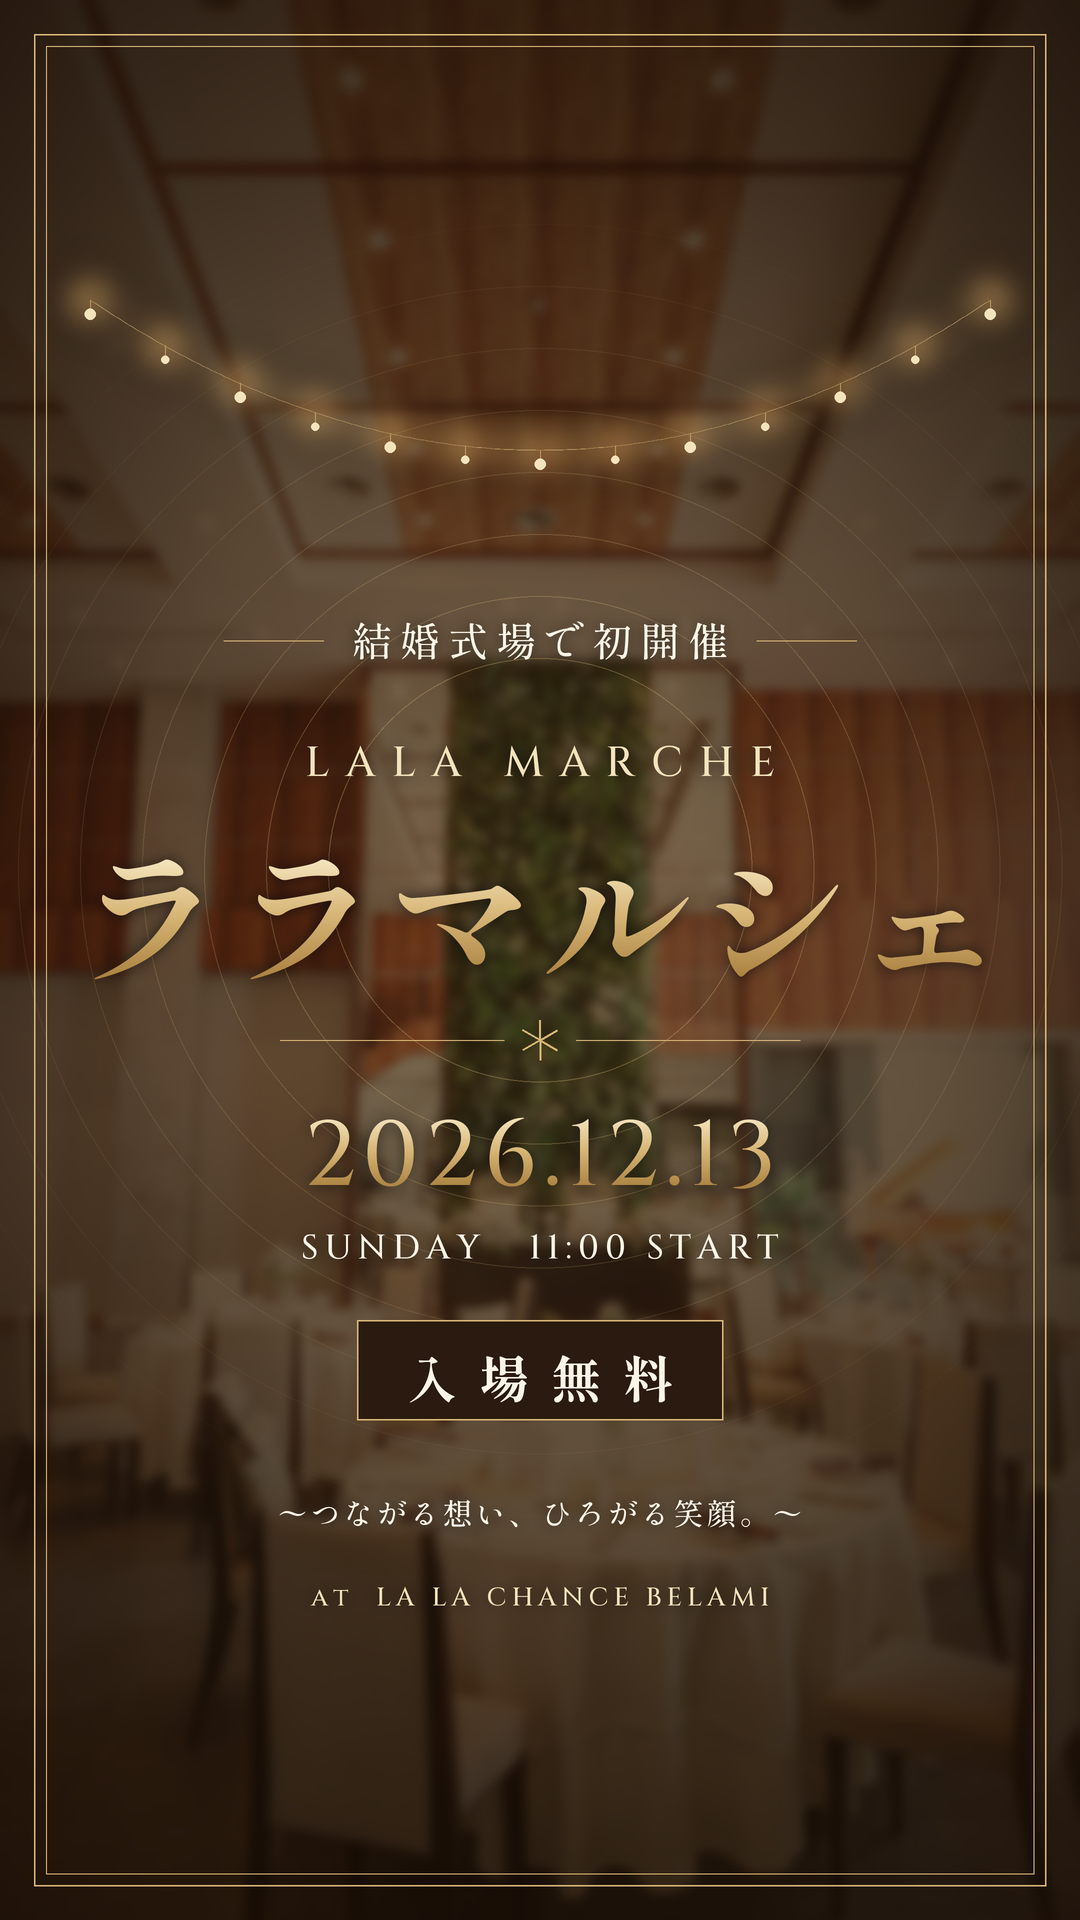 結婚式場で初開催
LALA MARCHE
ララマルシェ
2026.12.13
SUNDAY 11:00 START
入場無料
〜つながる想い、ひろがる笑顔。〜
AT LA LA CHANCE BELAMI